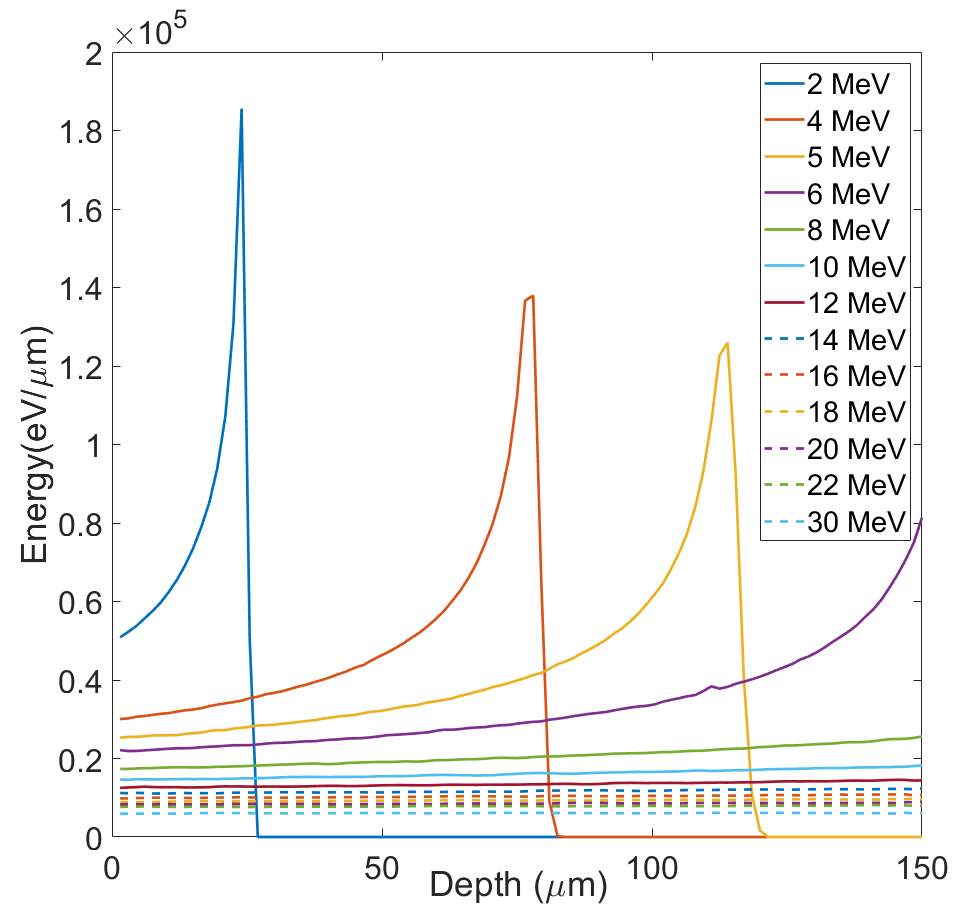 ×10⁵
2
1.8
1.6
1.4
1.2
1
0.8
0.6
0.4
0.2
0
Energy(eV/μm)
0
50
100
150
Depth (μm)
2 MeV
4 MeV
5 MeV
6 MeV
8 MeV
10 MeV
12 MeV
14 MeV
16 MeV
18 MeV
20 MeV
22 MeV
30 MeV